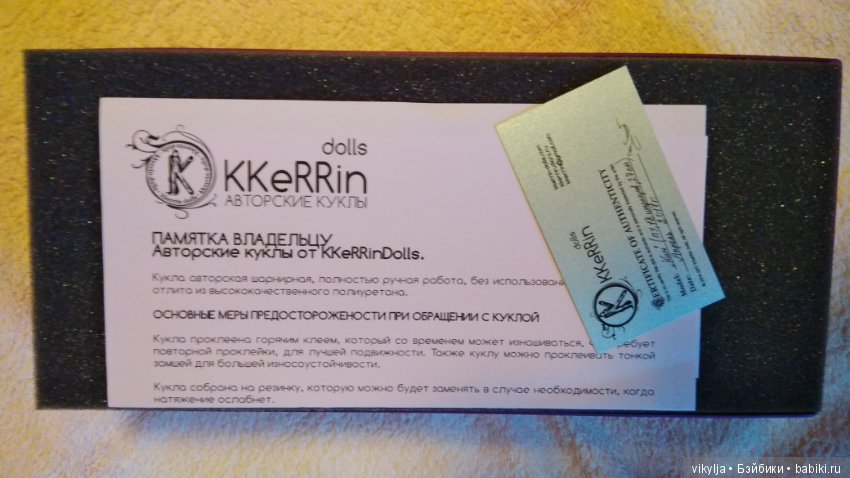 dolls
KKeRRin
АВТОРСКИЕ КУКЛЫ
ПАМЯТКА ВЛАДЕЛЬЦУ
Авторские куклы от KKeRRinDolls.
Кукла авторская шарнирная, полностью ручная работа, без
отлита из высококачественного полиуретана.
ОСНОВНЫЕ МЕРЫ ПРЕДОСТОРОЖЕНОСТИ ПРИ ОБРАЩЕНИИ С КУКЛОЙ
Кукла проклеена горячим клеем, который со временем может изнашиваться,
повторной проклейки, для лучшей подвижности. Также куклу можно проклеивать тонкой
замшей для большей износоустойчивости.
Кукла собрана на резинку, которую можно будет заменять в случае необходимости, когда
натяжение ослабнет.
dolls
KKeRRin
CERTIFICATE OF AUTHENTICITY
Model:
Date:
vikylja • Бэйбики • babiki.ru